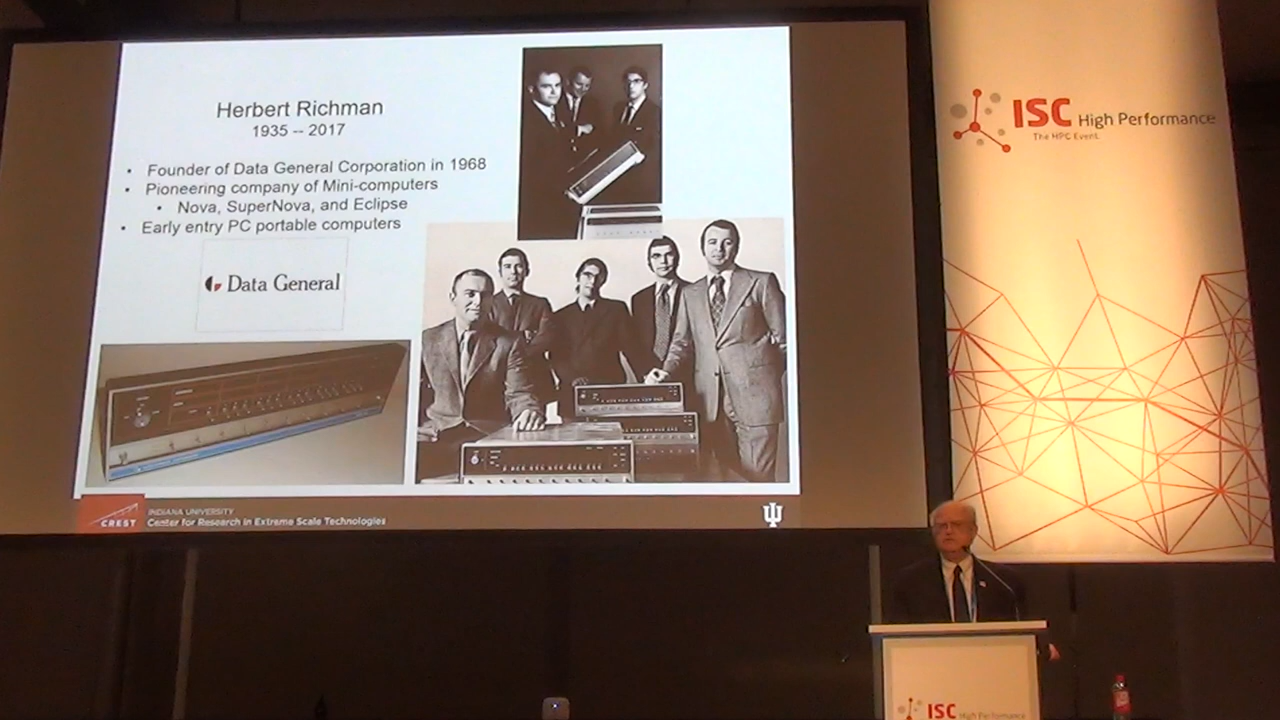 Herbert Richman
1935 -- 2017
• Founder of Data General Corporation in 1968
• Pioneering company of Mini-computers
• Nova, SuperNova, and Eclipse
• Early entry PC portable computers
Data General
CREST
INDIANA UNIVERSITY
Center for Research in Extreme Scale Technologies
ISC High Performance
The HPC Event.
ISC High Performance